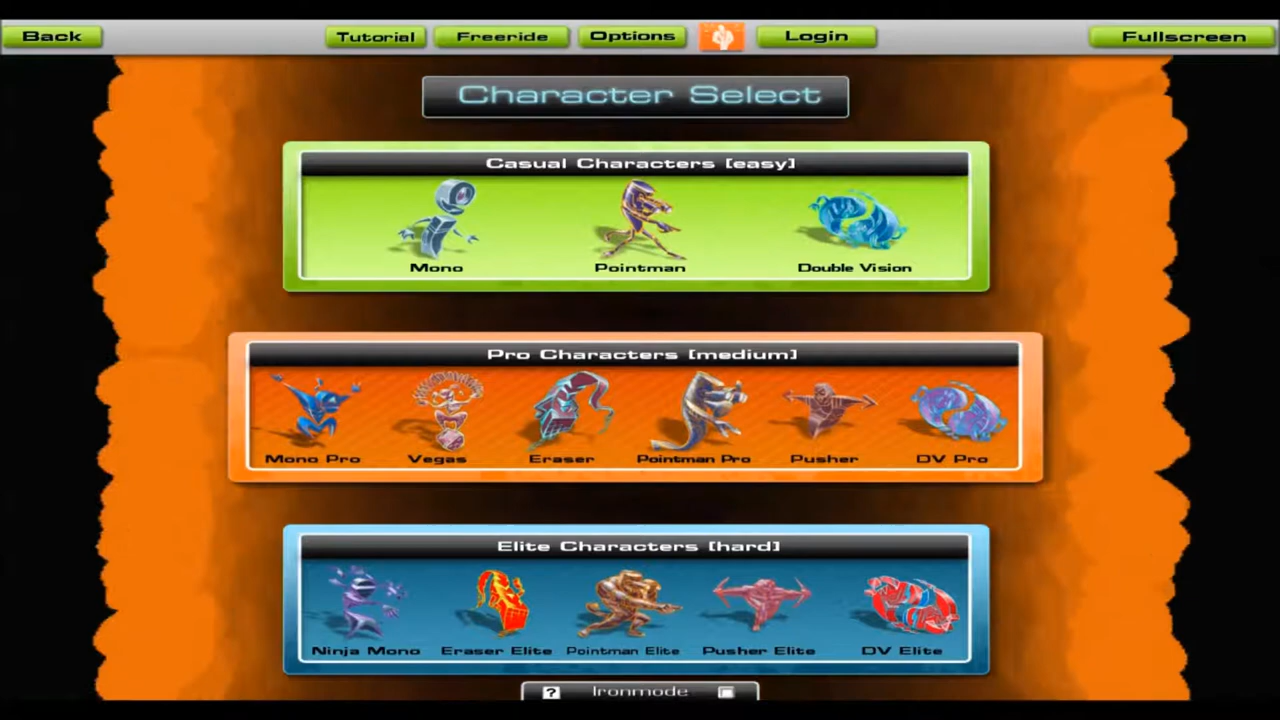 Back Tutorial Freeride Options Login Fullscreen
Character Select
Casual Characters [easy]
Mono Pointman Double Vision
Pro Characters [medium]
Mono Pro Vegas Eraser Pointman Pro Pusher DV Pro
Elite Characters [hard]
Ninja Mono Eraser Elite Pointman Elite Pusher Elite DV Elite
? Ironmode